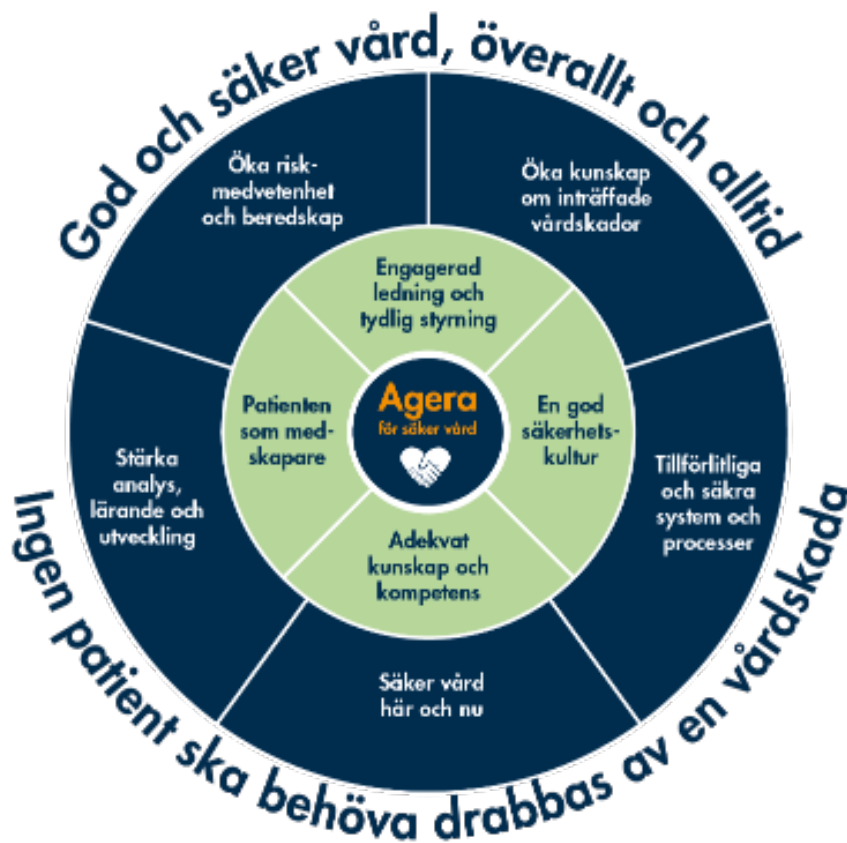 God och säker vård, överallt och alltid
Öka risk-
medvetenhet
och beredskap
Öka kunskap
om inträffade
vårdskador
Engagerad
ledning och
tydlig styrning
Patienten
som med-
skapare
Agera
för säker vård
En god
säkerhets-
kultur
Stärka
analys,
lärande och
utveckling
Tillförlitliga
och säkra
system och
processer
Adekvat
kunskap och
kompetens
Säker vård
här och nu
Ingen patient ska behöva drabbas av en vårdskada